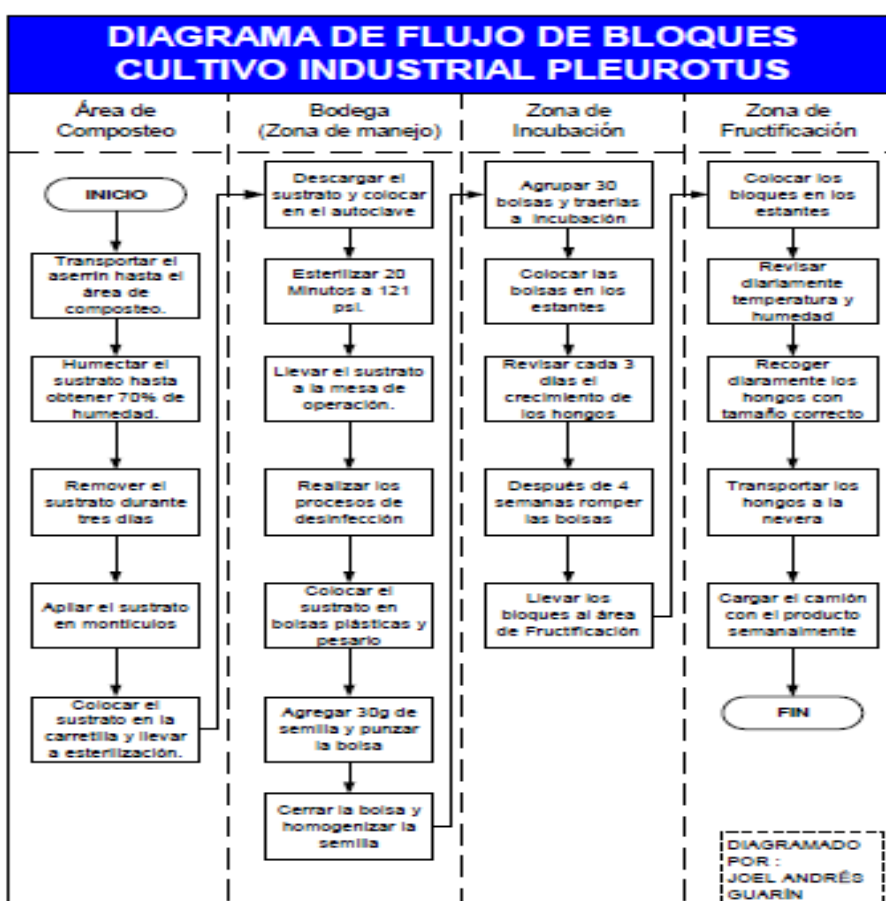 DIAGRAMA DE FLUJO DE BLOQUES
CULTIVO INDUSTRIAL PLEUROTUS
Área de
Composteo
INICIO
Transportar el
aserrín hasta el
área de
composteo.
Humectar el
sustrato hasta
obtener 70% de
humedad.
Remover el
sustrato durante
tres días
Apilar el sustrato
en montículos
Colocar el
sustrato en la
carretilla y llevar
a esterilización.
Bodega
(Zona de manejo)
Descargar el
sustrato y colocar
en el autoclave
Esterilizar 20
Minutos a 121
psi.
Llevar el sustrato
a la mesa de
operación.
Realizar los
procesos de
desinfección
Colocar el
sustrato en
bolsas plásticas y
pesarlo
Agregar 30g de
semilla y punzar
la bolsa
Cerrar la bolsa y
homogenizar la
semilla
Zona de
Incubación
Agrupar 30
bolsas y traerlas
a Incubación
Colocar las
bolsas en los
estantes
Revisar cada 3
días el
crecimiento de
los hongos
Después de 4
semanas romper
las bolsas
Llevar los
bloques al área
de Fructificación
Zona de
Fructificación
Colocar los
bloques en los
estantes
Revisar
diariamente
temperatura y
humedad
Recoger
diaramente los
hongos con
tamaño correcto
Transportar los
hongos a la
nevera
Cargar el camión
con el producto
semanalmente
FIN
DIAGRAMADO
POR :
JOEL ANDRÉS
GUARÍN